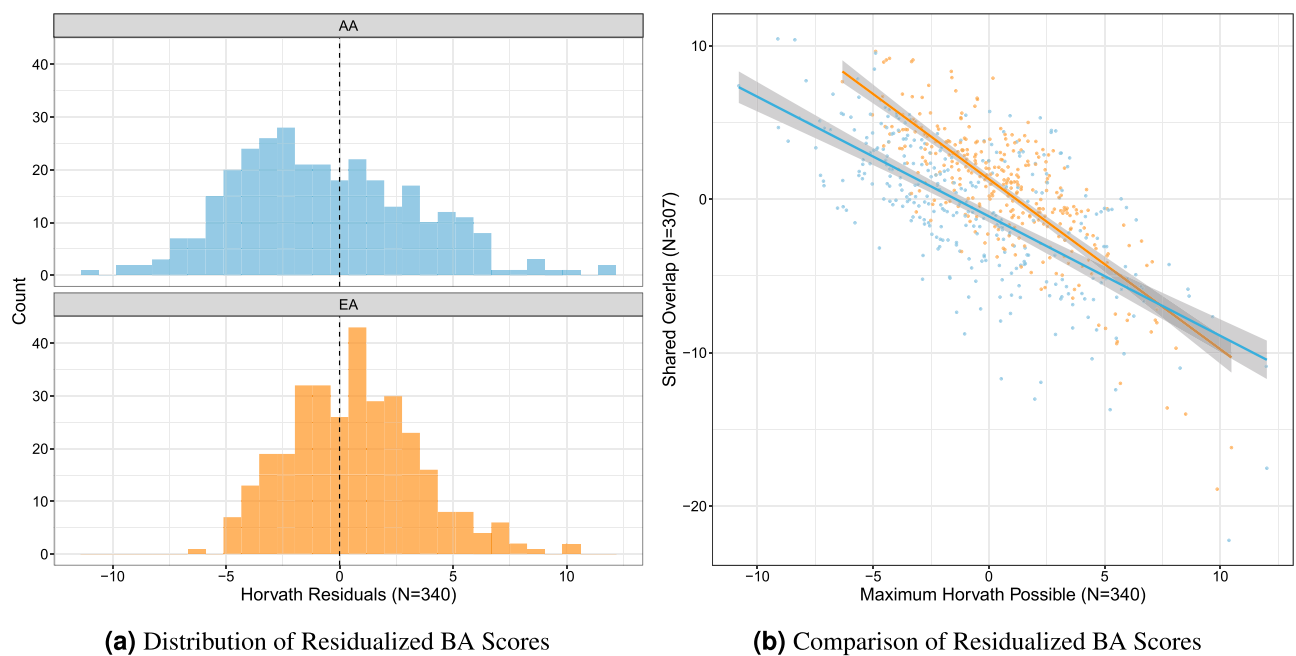 AA
40
30
20
10
0
EA
40
30
20
10
0
Count
−10 −5 0 5 10
Horvath Residuals (N=340)
(a) Distribution of Residualized BA Scores
10
0
−10
−20
Shared Overlap (N=307)
−10 −5 0 5 10
Maximum Horvath Possible (N=340)
(b) Comparison of Residualized BA Scores